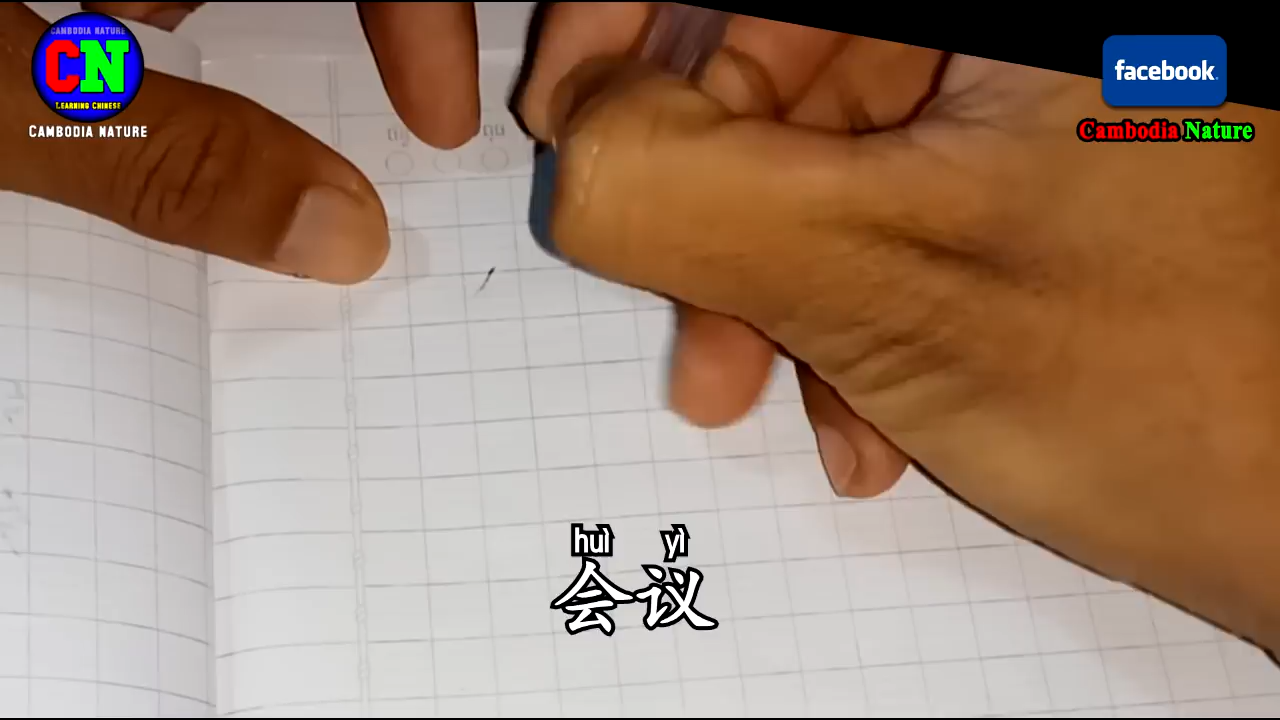 CAMBODIA NATURE
CN
LEARNING CHINESE
CAMBODIA NATURE
facebook
Cambodia Nature
huì yì
会议